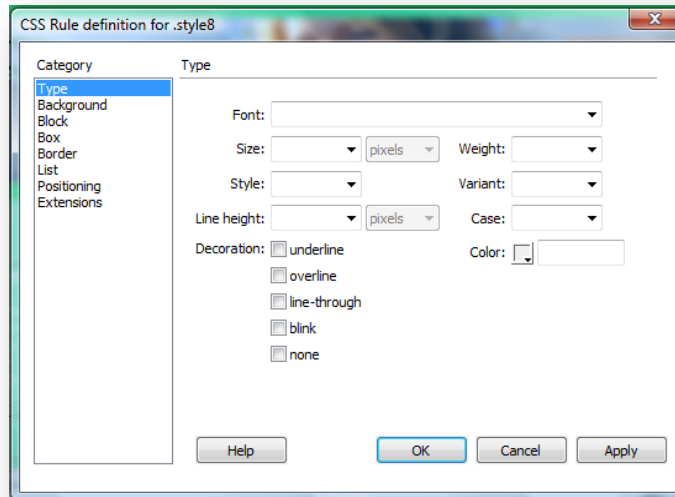 CSS Rule definition for .style8
Category
Type
Background
Block
Box
Border
List
Positioning
Extensions
Type
Font:
Size: pixels Weight:
Style: Variant:
Line height: pixels Case:
Decoration: underline Color:
overline
line-through
blink
none
Help OK Cancel Apply